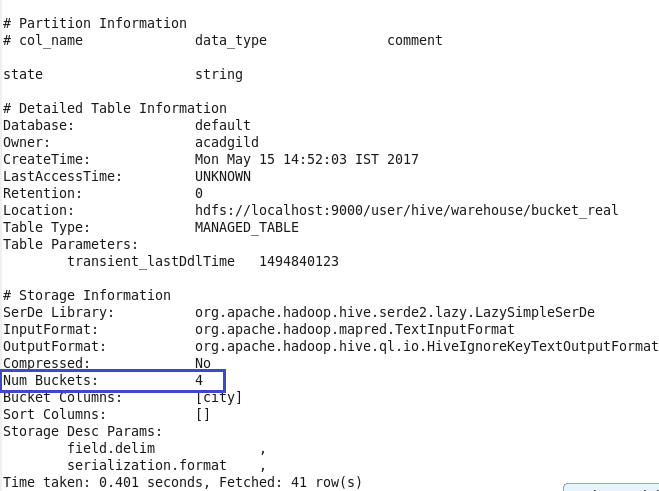 # Partition Information
# col_name data_type comment
state string
# Detailed Table Information
Database: default
Owner: acadgild
CreateTime: Mon May 15 14:52:03 IST 2017
LastAccessTime: UNKNOWN
Retention: 0
Location: hdfs://localhost:9000/user/hive/warehouse/bucket_real
Table Type: MANAGED_TABLE
Table Parameters:
transient_lastDdlTime 1494840123
# Storage Information
SerDe Library: org.apache.hadoop.hive.serde2.lazy.LazySimpleSerDe
InputFormat: org.apache.hadoop.mapred.TextInputFormat
OutputFormat: org.apache.hadoop.hive.ql.io.HiveIgnoreKeyTextOutputFormat
Compressed: No
Num Buckets: 4
Bucket Columns: [city]
Sort Columns: []
Storage Desc Params:
field.delim ,
serialization.format ,
Time taken: 0.401 seconds, Fetched: 41 row(s)